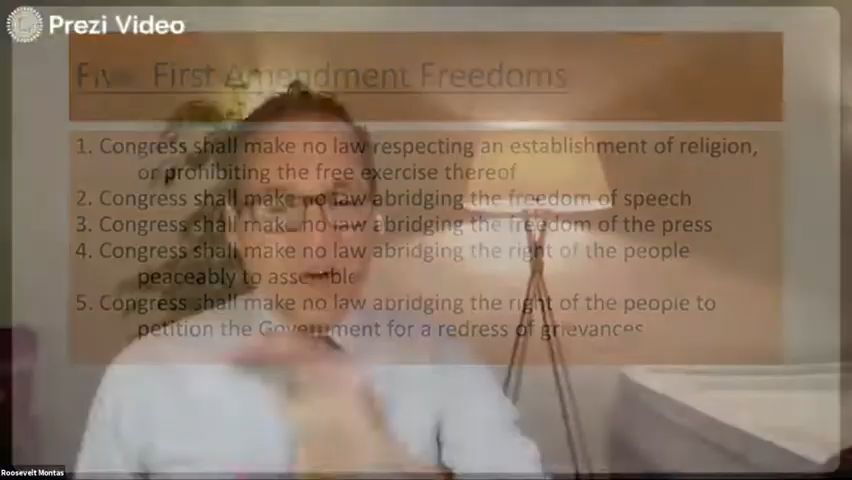 Prezi Video
Five First Amendment Freedoms
1. Congress shall make no law respecting an establishment of religion,
or prohibiting the free exercise thereof
2. Congress shall make no law abridging the freedom of speech
3. Congress shall make no law abridging the freedom of the press
4. Congress shall make no law abridging the right of the people
peaceably to assemble
5. Congress shall make no law abridging the right of the people to
petition the Government for a redress of grievances
Roosevelt Montas